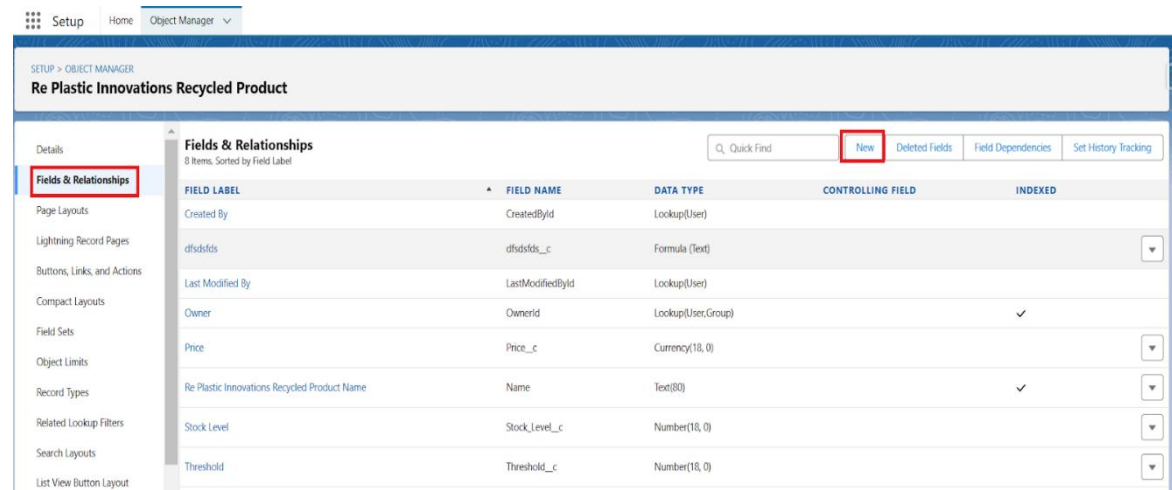 Setup Home Object Manager
SETUP > OBJECT MANAGER
Re Plastic Innovations Recycled Product
Details
Fields & Relationships
Page Layouts
Lightning Record Pages
Buttons, Links, and Actions
Compact Layouts
Field Sets
Object Limits
Record Types
Related Lookup Filters
Search Layouts
List View Button Layout
Fields & Relationships
8 Items, Sorted by Field Label
Quick Find New Deleted Fields Field Dependencies Set History Tracking
FIELD LABEL FIELD NAME DATA TYPE CONTROLLING FIELD INDEXED
Created By CreatedById Lookup(User)
dfsdsfds dfsdsfds__c Formula (Text)
Last Modified By LastModifiedById Lookup(User)
Owner OwnerId Lookup(User,Group)
Price Price__c Currency(18, 0)
Re Plastic Innovations Recycled Product Name Name Text(80)
Stock Level Stock_Level__c Number(18, 0)
Threshold Threshold__c Number(18, 0)